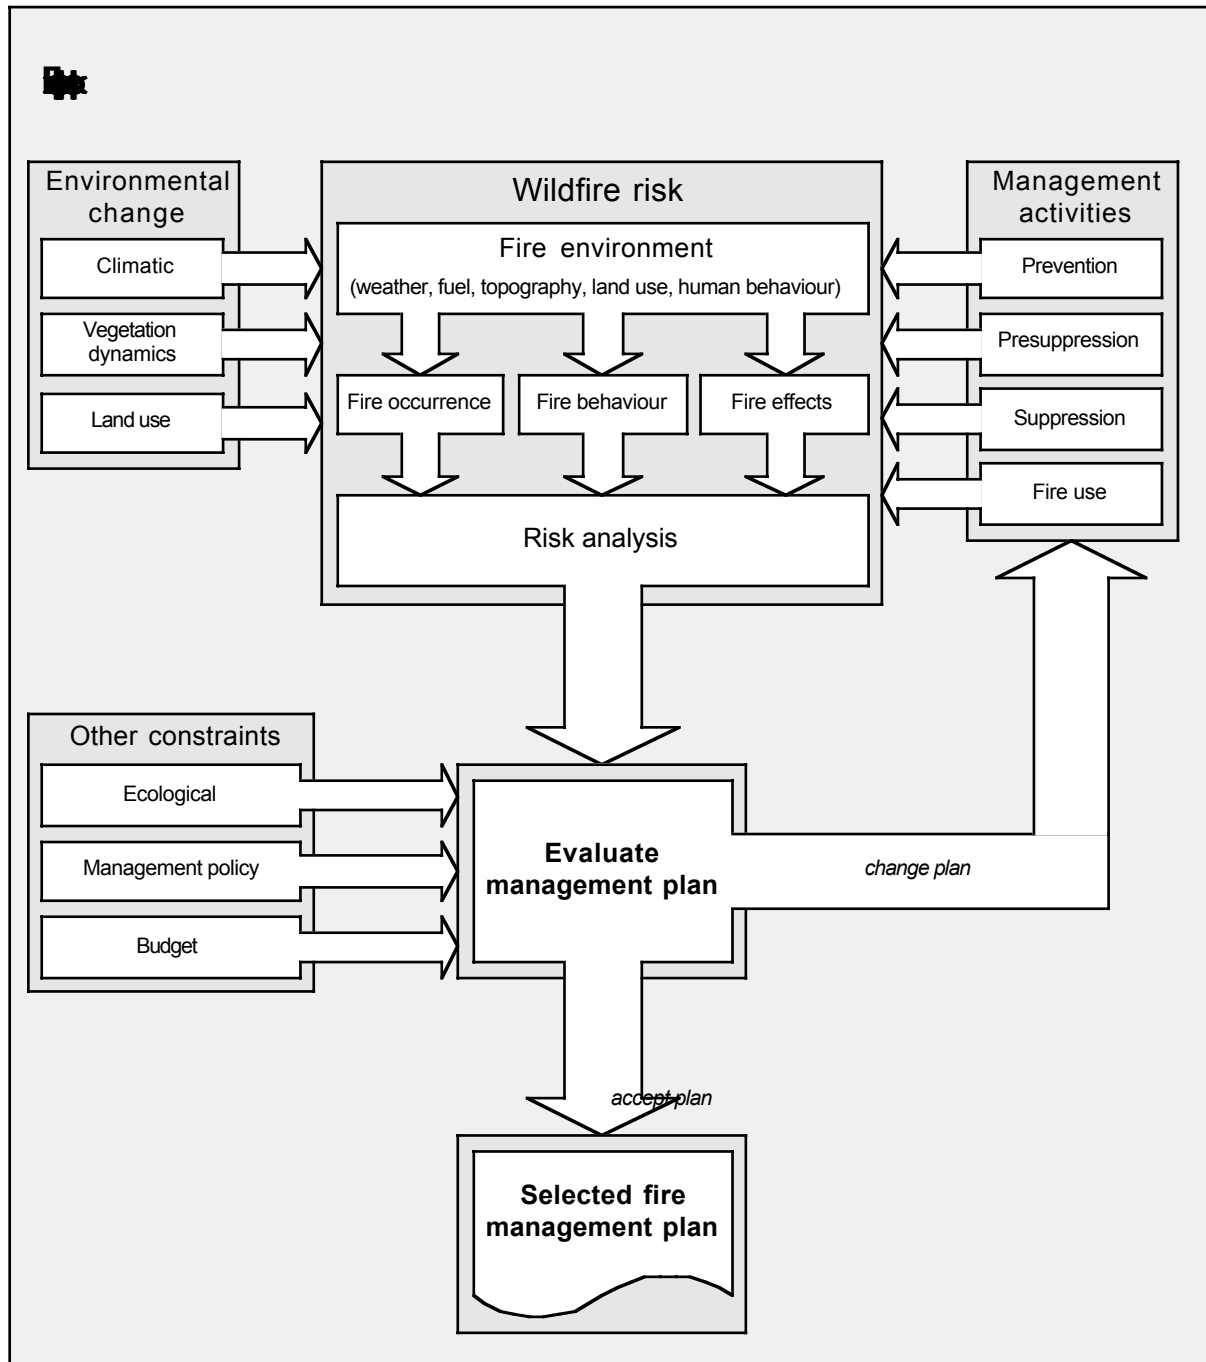 Environmental
change
Climatic
Vegetation
dynamics
Land use
Wildfire risk
Fire environment
(weather, fuel, topography, land use, human behaviour)
Fire occurrence
Fire behaviour
Fire effects
Risk analysis
Management
activities
Prevention
Presuppression
Suppression
Fire use
Other constraints
Ecological
Management policy
Budget
Evaluate
management plan
change plan
accept plan
Selected fire
management plan